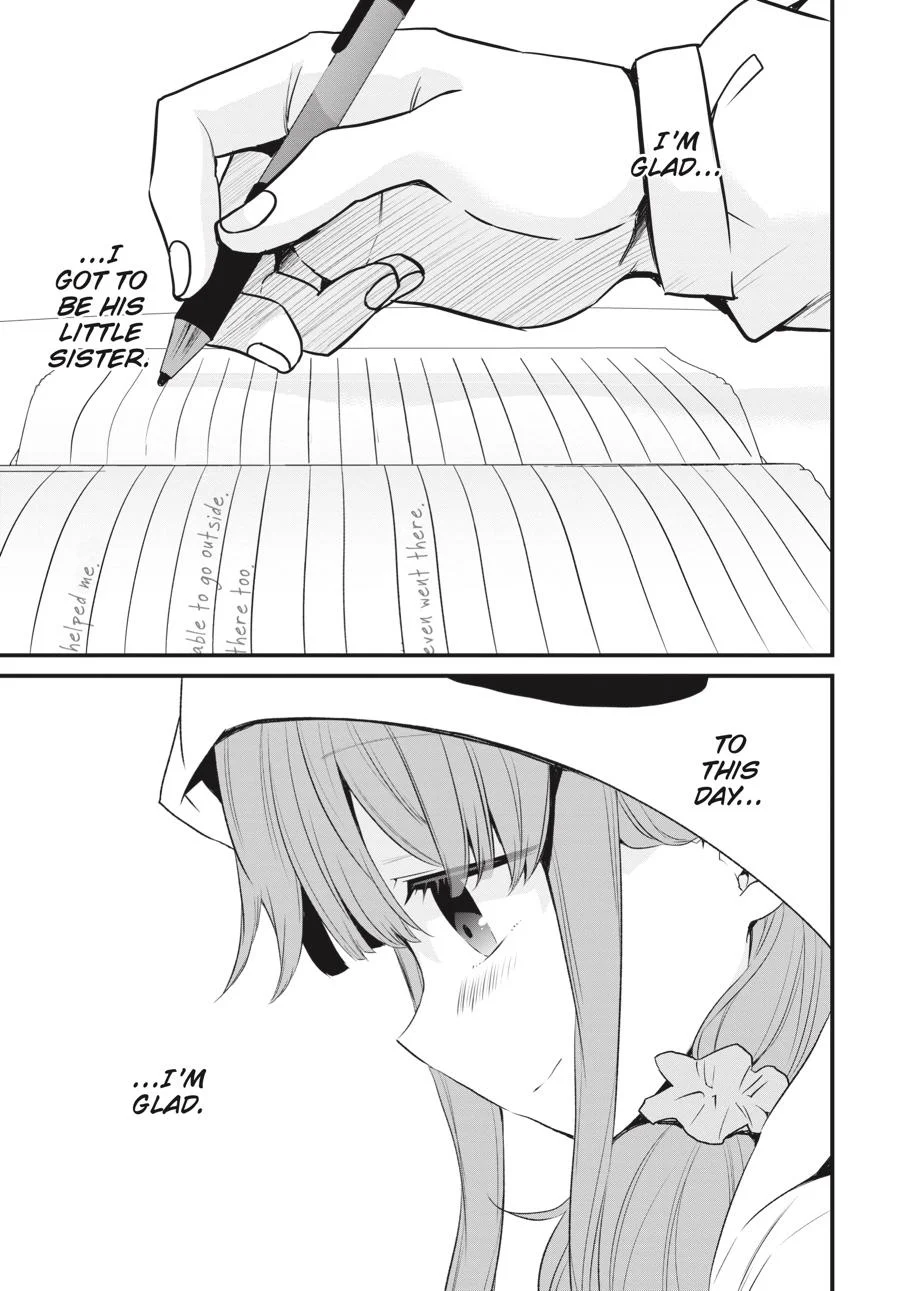 I'M
GLAD...
...I
GOT TO
BE HIS
LITTLE
SISTER.
even went there.
there too.
able to go outside.
helped me.
TO
THIS
DAY...
...I'M
GLAD.